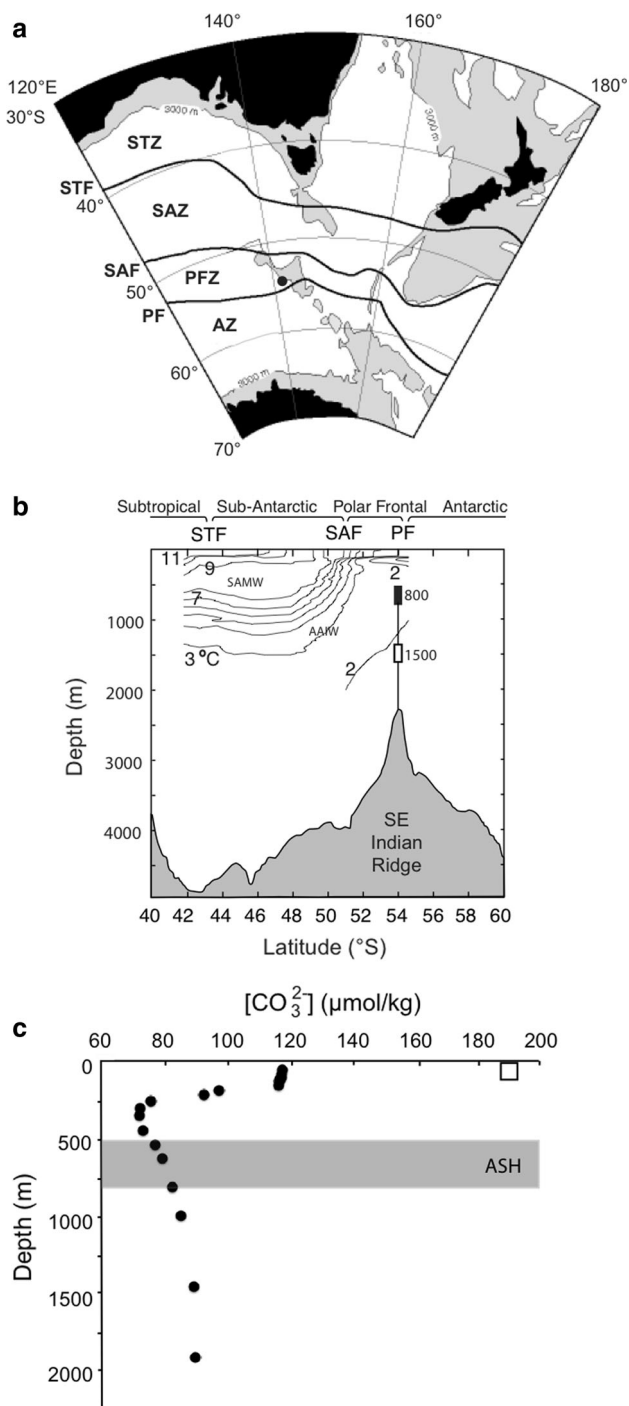 a
140°
160°
120°E
180°
30°S
3000 m
3000 m
STZ
STF
40°
SAZ
SAF
50°
PFZ
PF
AZ
60°
3000 m
70°
b
Subtropical Sub-Antarctic Polar Frontal Antarctic
STF SAF PF
11
9
2
SAMW
800
7
1000
AAIW
3 °C
1500
2
2000
Depth (m)
3000
4000
SE
Indian
Ridge
40 42 44 46 48 50 52 54 56 58 60
Latitude (°S)
[CO3 2-] (µmol/kg)
c
60 80 100 120 140 160 180 200
0
500
ASH
1000
Depth (m)
1500
2000